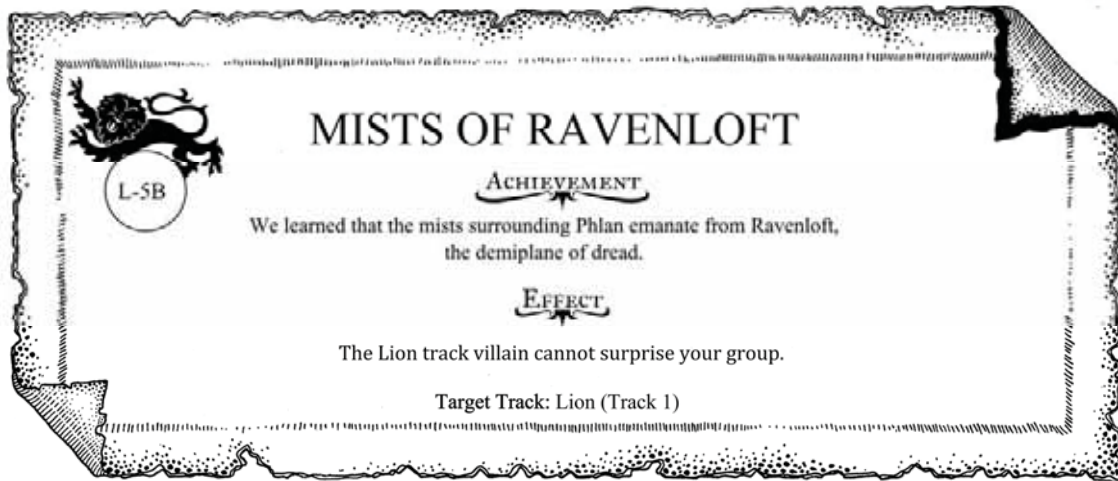 MISTS OF RAVENLOFT
L-5B
ACHIEVEMENT
We learned that the mists surrounding Phlan emanate from Ravenloft,
the demiplane of dread.
EFFECT
The Lion track villain cannot surprise your group.
Target Track: Lion (Track 1)